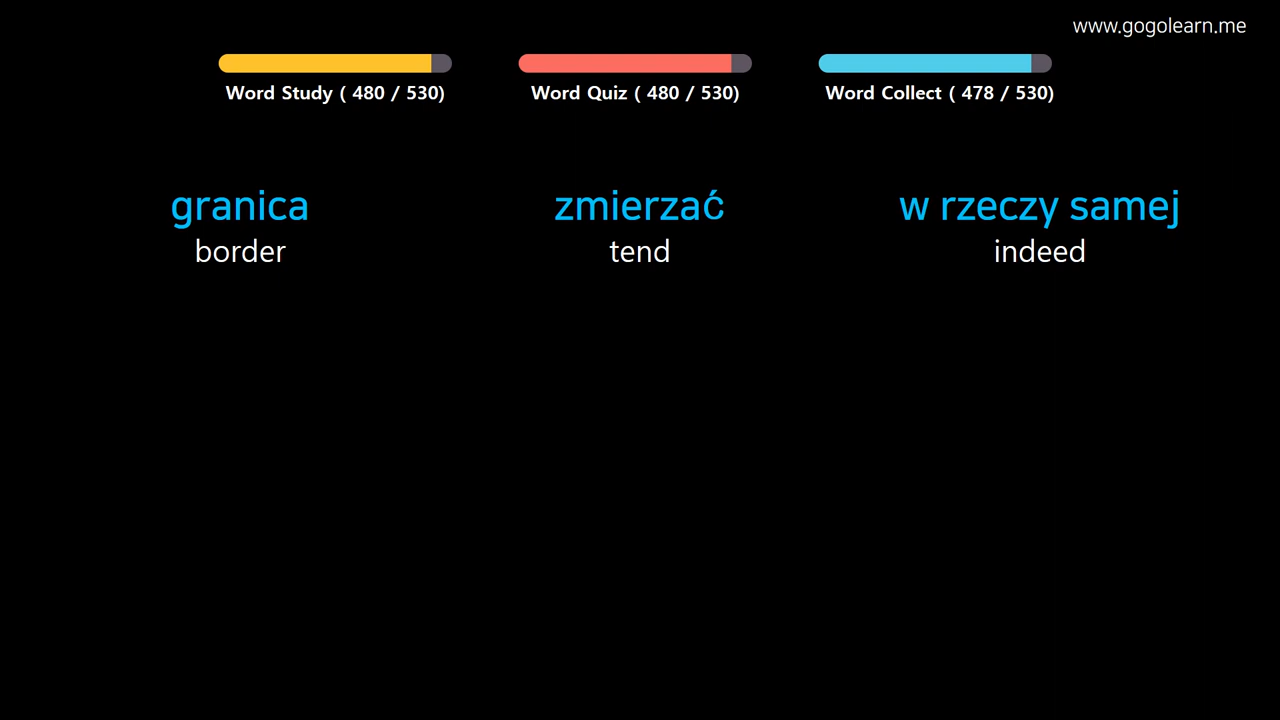 www.gogolearn.me
Word Study ( 480 / 530)
Word Quiz ( 480 / 530)
Word Collect ( 478 / 530)
granica
border
zmierzać
tend
w rzeczy samej
indeed